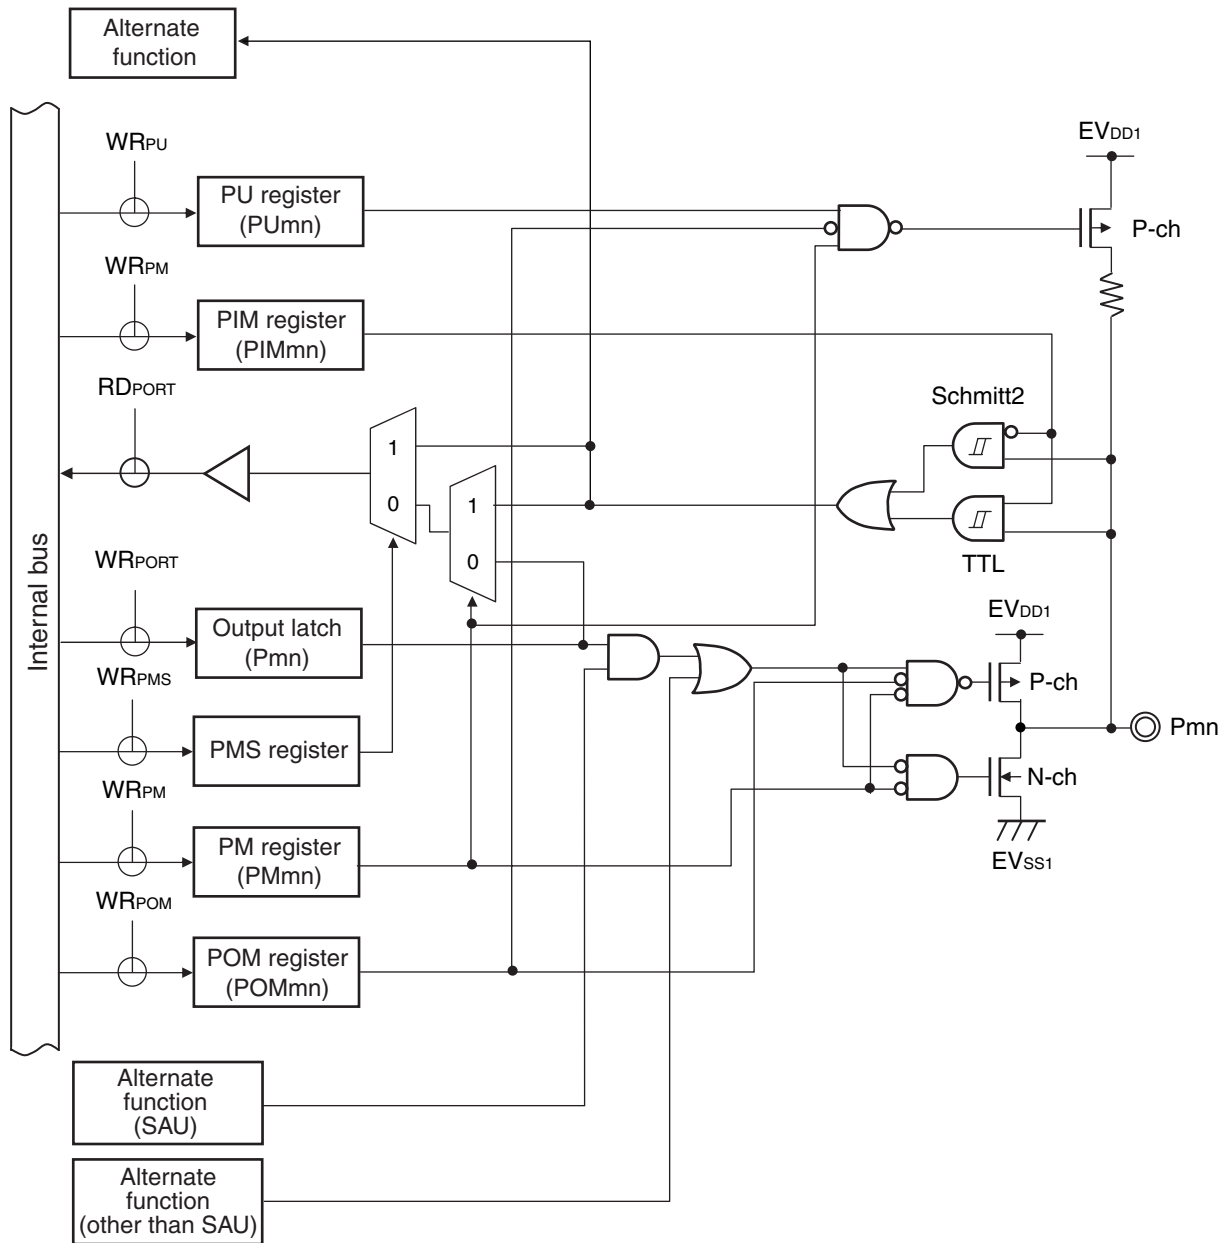 Alternate
function
WRPU
EVDD1
PU register
(PUmn)
P-ch
WRPM
PIM register
(PIMmn)
RDPORT
Schmitt2
1
0
1
0
TTL
WRPORT
EVDD1
Internal bus
Output latch
(Pmn)
WRPMS
P-ch
Pmn
PMS register
N-ch
WRPM
PM register
(PMmn)
EVSS1
WRPOM
POM register
(POMmn)
Alternate
function
(SAU)
Alternate
function
(other than SAU)